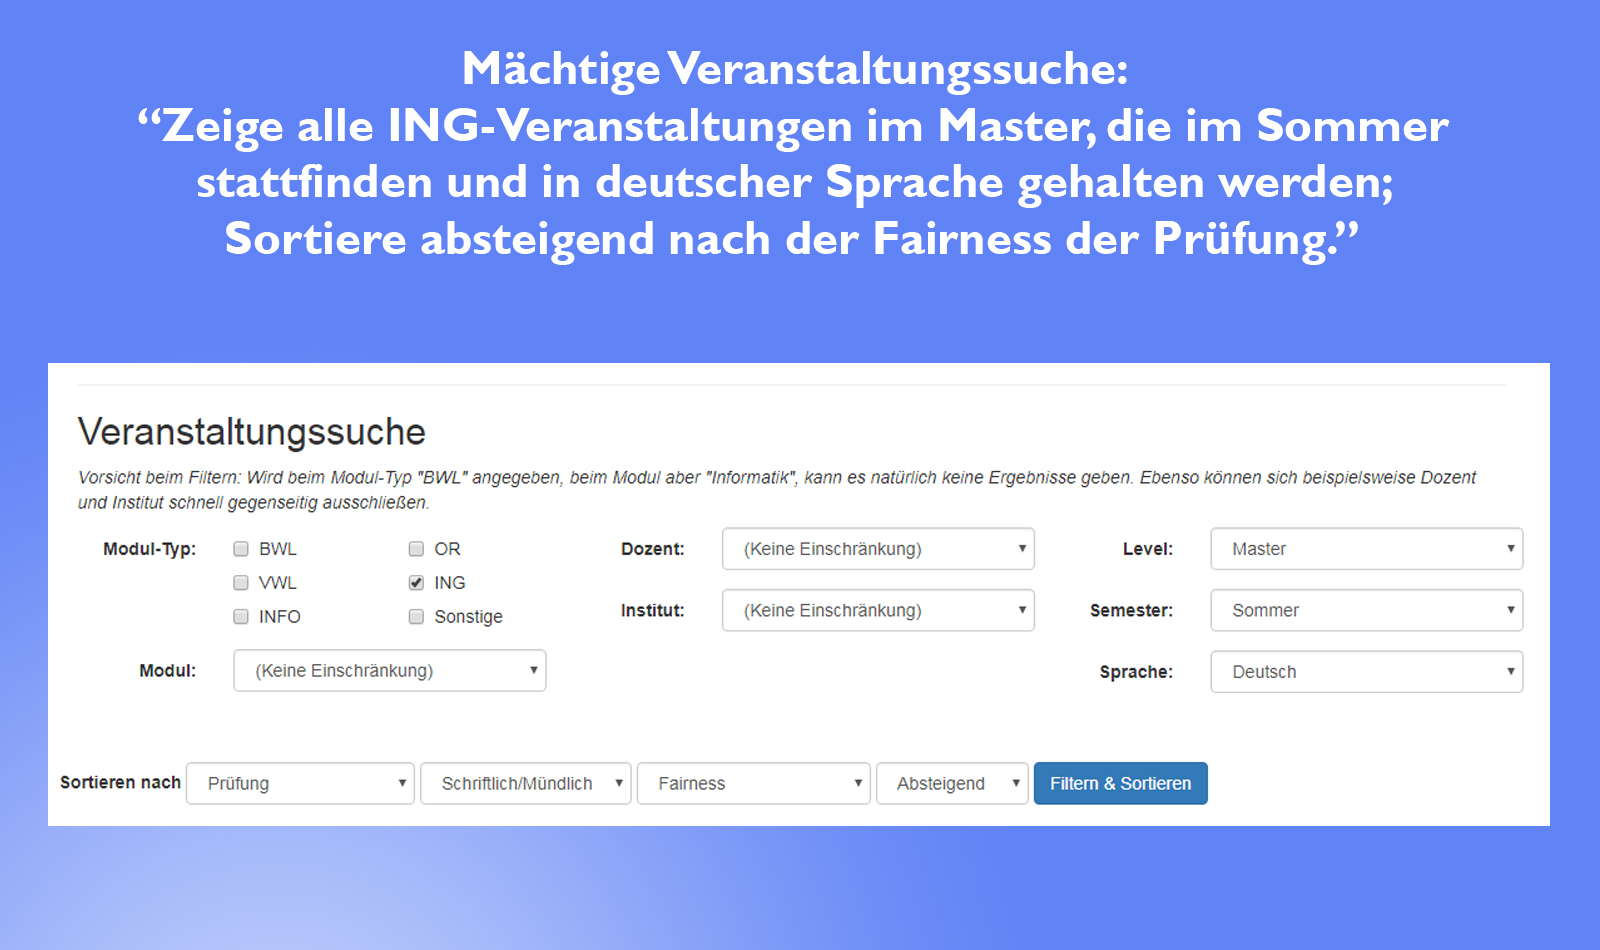 Mächtige Veranstaltungssuche:
“Zeige alle ING-Veranstaltungen im Master, die im Sommer
stattfinden und in deutscher Sprache gehalten werden;
Sortiere absteigend nach der Fairness der Prüfung.”
Veranstaltungssuche
Vorsicht beim Filtern: Wird beim Modul-Typ "BWL" angegeben, beim Modul aber "Informatik", kann es natürlich keine Ergebnisse geben. Ebenso können sich beispielsweise Dozent
und Institut schnell gegenseitig ausschließen.
Modul-Typ: BWL OR Dozent: (Keine Einschränkung) Level: Master
VWL ING
INFO Sonstige Institut: (Keine Einschränkung) Semester: Sommer
Modul: (Keine Einschränkung) Sprache: Deutsch
Sortieren nach Prüfung Schriftlich/Mündlich Fairness Absteigend Filtern & Sortieren